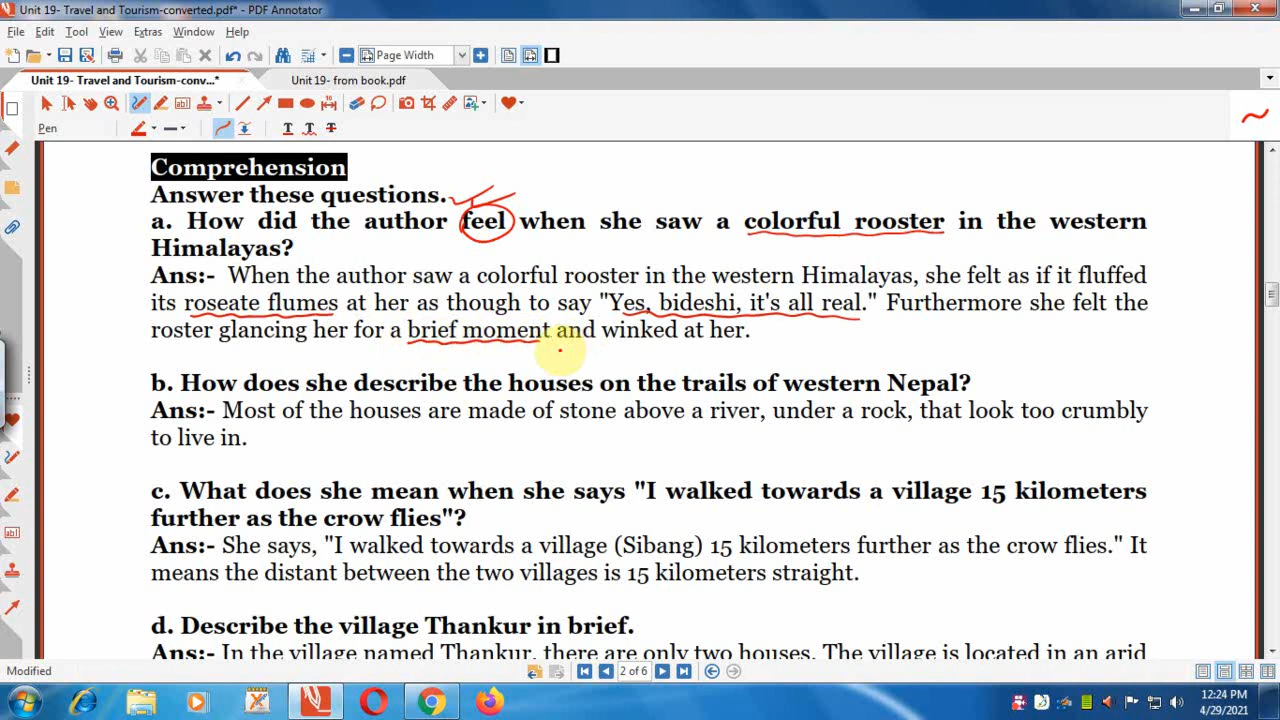 Unit 19- Travel and Tourism-converted.pdf* - PDF Annotator
File Edit Tool View Extras Window Help
Page Width
Unit 19- Travel and Tourism-conv...* Unit 19- from book.pdf
Pen
Comprehension
Answer these questions.
a. How did the author feel when she saw a colorful rooster in the western
Himalayas?
Ans:- When the author saw a colorful rooster in the western Himalayas, she felt as if it fluffed
its roseate flumes at her as though to say "Yes, bideshi, it's all real." Furthermore she felt the
roster glancing her for a brief moment and winked at her.
b. How does she describe the houses on the trails of western Nepal?
Ans:- Most of the houses are made of stone above a river, under a rock, that look too crumbly
to live in.
c. What does she mean when she says "I walked towards a village 15 kilometers
further as the crow flies"?
Ans:- She says, "I walked towards a village (Sibang) 15 kilometers further as the crow flies." It
means the distant between the two villages is 15 kilometers straight.
d. Describe the village Thankur in brief.
Ans:- In the village named Thankur, there are only two houses. The village is located in an arid
Modified 2 of 6
12:24 PM
4/29/2021